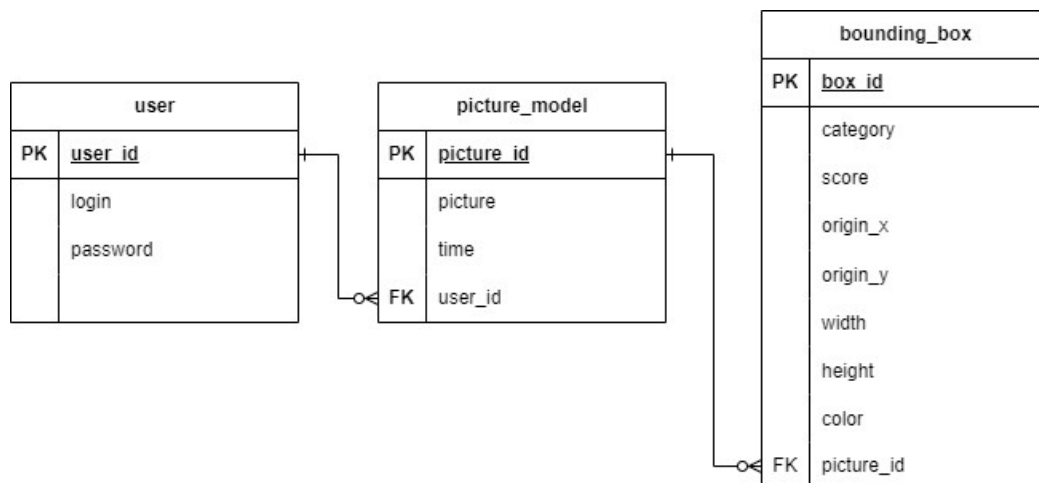 user
PK user_id
login
password
picture_model
PK picture_id
picture
time
FK user_id
bounding_box
PK box_id
category
score
origin_x
origin_y
width
height
color
FK picture_id